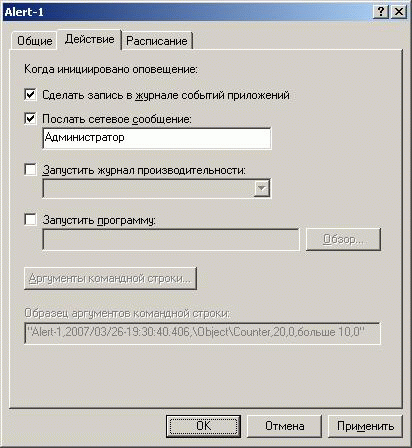 Alert-1
Общие Действие Расписание
Когда инициировано оповещение:
Сделать запись в журнале событий приложений
Послать сетевое сообщение:
Администратор
Запустить журнал производительности:
Запустить программу:
Обзор...
Аргументы командной строки...
Образец аргументов командной строки:
"Alert-1,2007/03/26-19:30:40.406,\Object\Counter,20,0,больше 10,0"
OK Отмена Применить